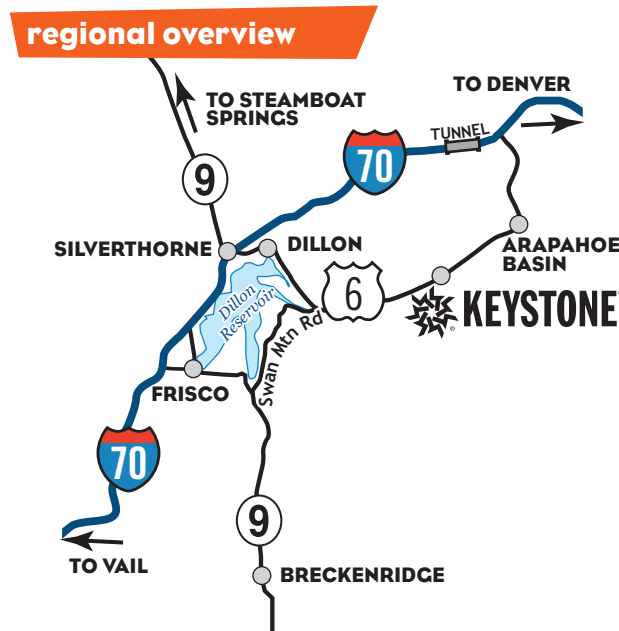 regional overview
TO DENVER
TO STEAMBOAT
SPRINGS
TUNNEL
70
9
SILVERTHORNE
DILLON
ARAPAHOE
BASIN
6
Dillon
Reservoir
KEYSTONE
®
Swan Mtn Rd
FRISCO
70
9
TO VAIL
BRECKENRIDGE